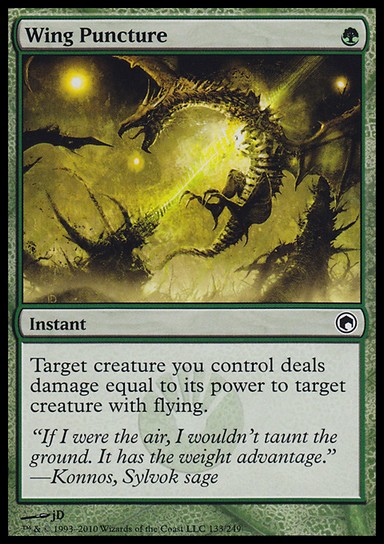 Wing Puncture
Instant
Target creature you control deals
damage equal to its power to target
creature with flying.
“If I were the air, I wouldn’t taunt the
ground. It has the weight advantage.”
—Konnos, Sylvok sage
jD
™ & © 1993–2010 Wizards of the Coast LLC 133/249